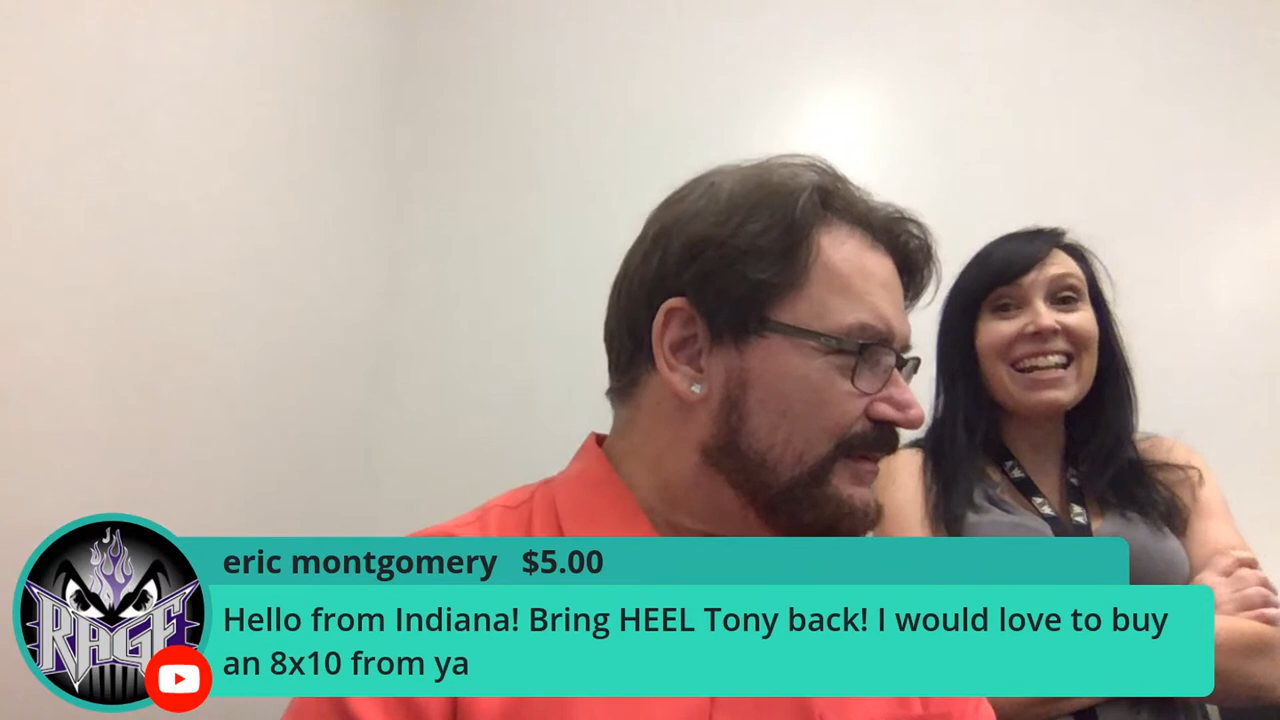 eric montgomery $5.00
Hello from Indiana! Bring HEEL Tony back! I would love to buy
an 8x10 from ya
J
RAGE